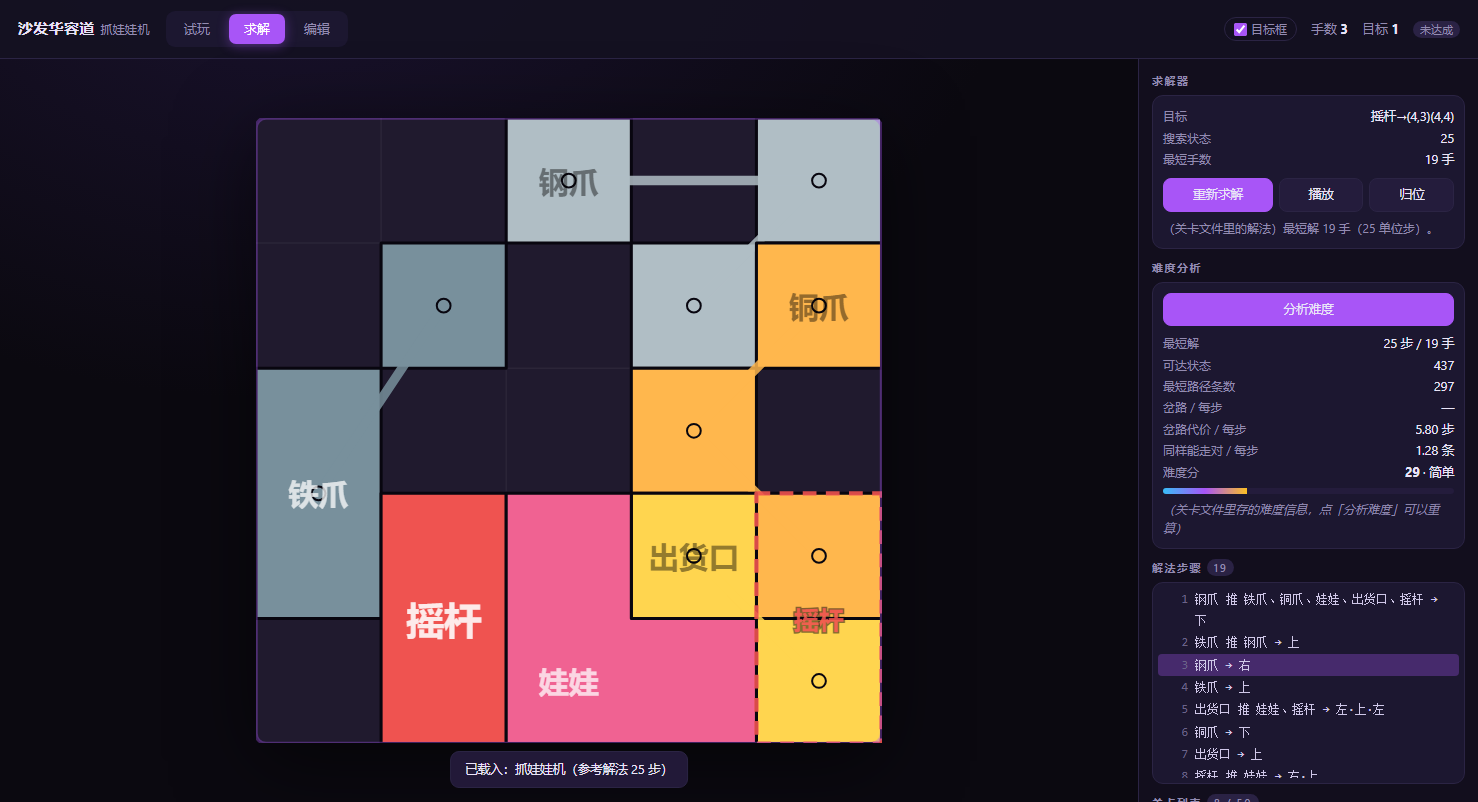 沙发华容道 抓娃娃机 试玩 求解 编辑 目标框 手数 3 目标 1 未达成
钢爪
铜爪
铁爪
出货口
摇杆
摇杆
娃娃
已载入：抓娃娃机（参考解法 25 步）
求解器
目标 摇杆→(4,3)(4,4)
搜索状态 25
最短手数 19 手
重新求解 播放 归位
（关卡文件里的解法）最短解 19 手（25 单位步）。
难度分析
分析难度
最短解 25 步 / 19 手
可达状态 437
最短路径条数 297
岔路 / 每步 —
岔路代价 / 每步 5.80 步
同样能走对 / 每步 1.28 条
难度分 29 · 简单
（关卡文件里存的难度信息，点「分析难度」可以重
算）
解法步骤 19
1 钢爪 推 铁爪、铜爪、娃娃、出货口、摇杆 →
下
2 铁爪 推 钢爪 → 上
3 钢爪 → 右
4 铁爪 → 上
5 出货口 推 娃娃、摇杆 → 左·上·左
6 铜爪 → 下
7 出货口 → 上
8 摇杆 推 娃娃 → 右·上